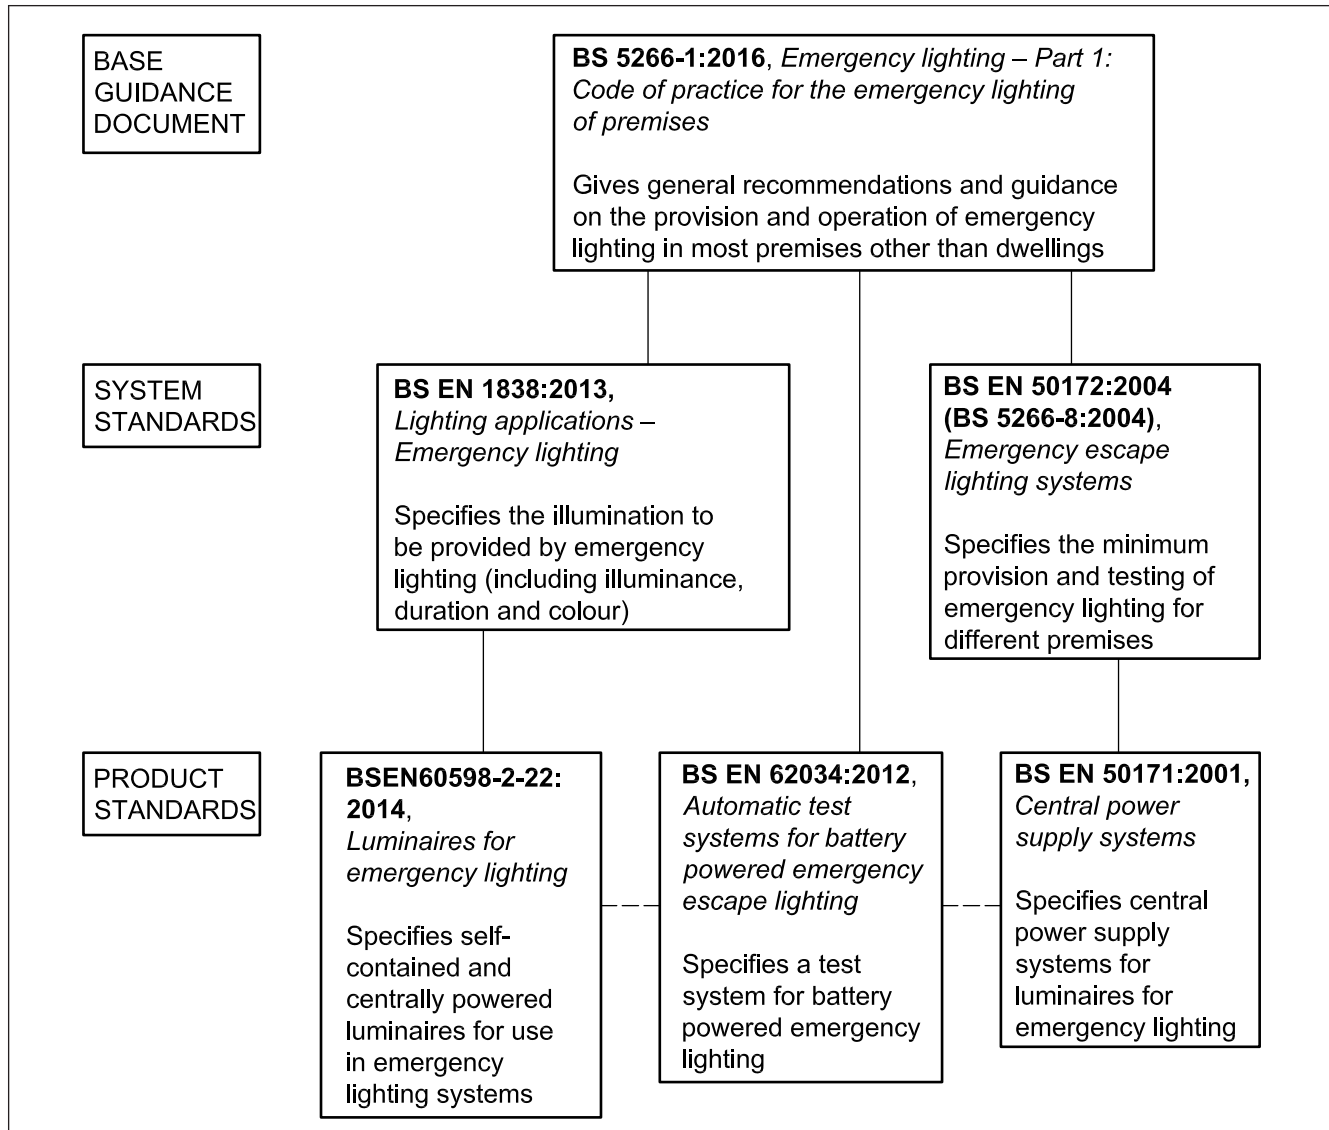 BASE
GUIDANCE
DOCUMENT
BS 5266-1:2016, Emergency lighting – Part 1:
Code of practice for the emergency lighting
of premises
Gives general recommendations and guidance
on the provision and operation of emergency
lighting in most premises other than dwellings
SYSTEM
STANDARDS
BS EN 1838:2013,
Lighting applications –
Emergency lighting
Specifies the illumination to
be provided by emergency
lighting (including illuminance,
duration and colour)
BS EN 50172:2004
(BS 5266-8:2004),
Emergency escape
lighting systems
Specifies the minimum
provision and testing of
emergency lighting for
different premises
PRODUCT
STANDARDS
BSEN60598-2-22:
2014,
Luminaires for
emergency lighting
Specifies self-
contained and
centrally powered
luminaires for use
in emergency
lighting systems
BS EN 62034:2012,
Automatic test
systems for battery
powered emergency
escape lighting
Specifies a test
system for battery
powered emergency
lighting
BS EN 50171:2001,
Central power
supply systems
Specifies central
power supply
systems for
luminaires for
emergency lighting